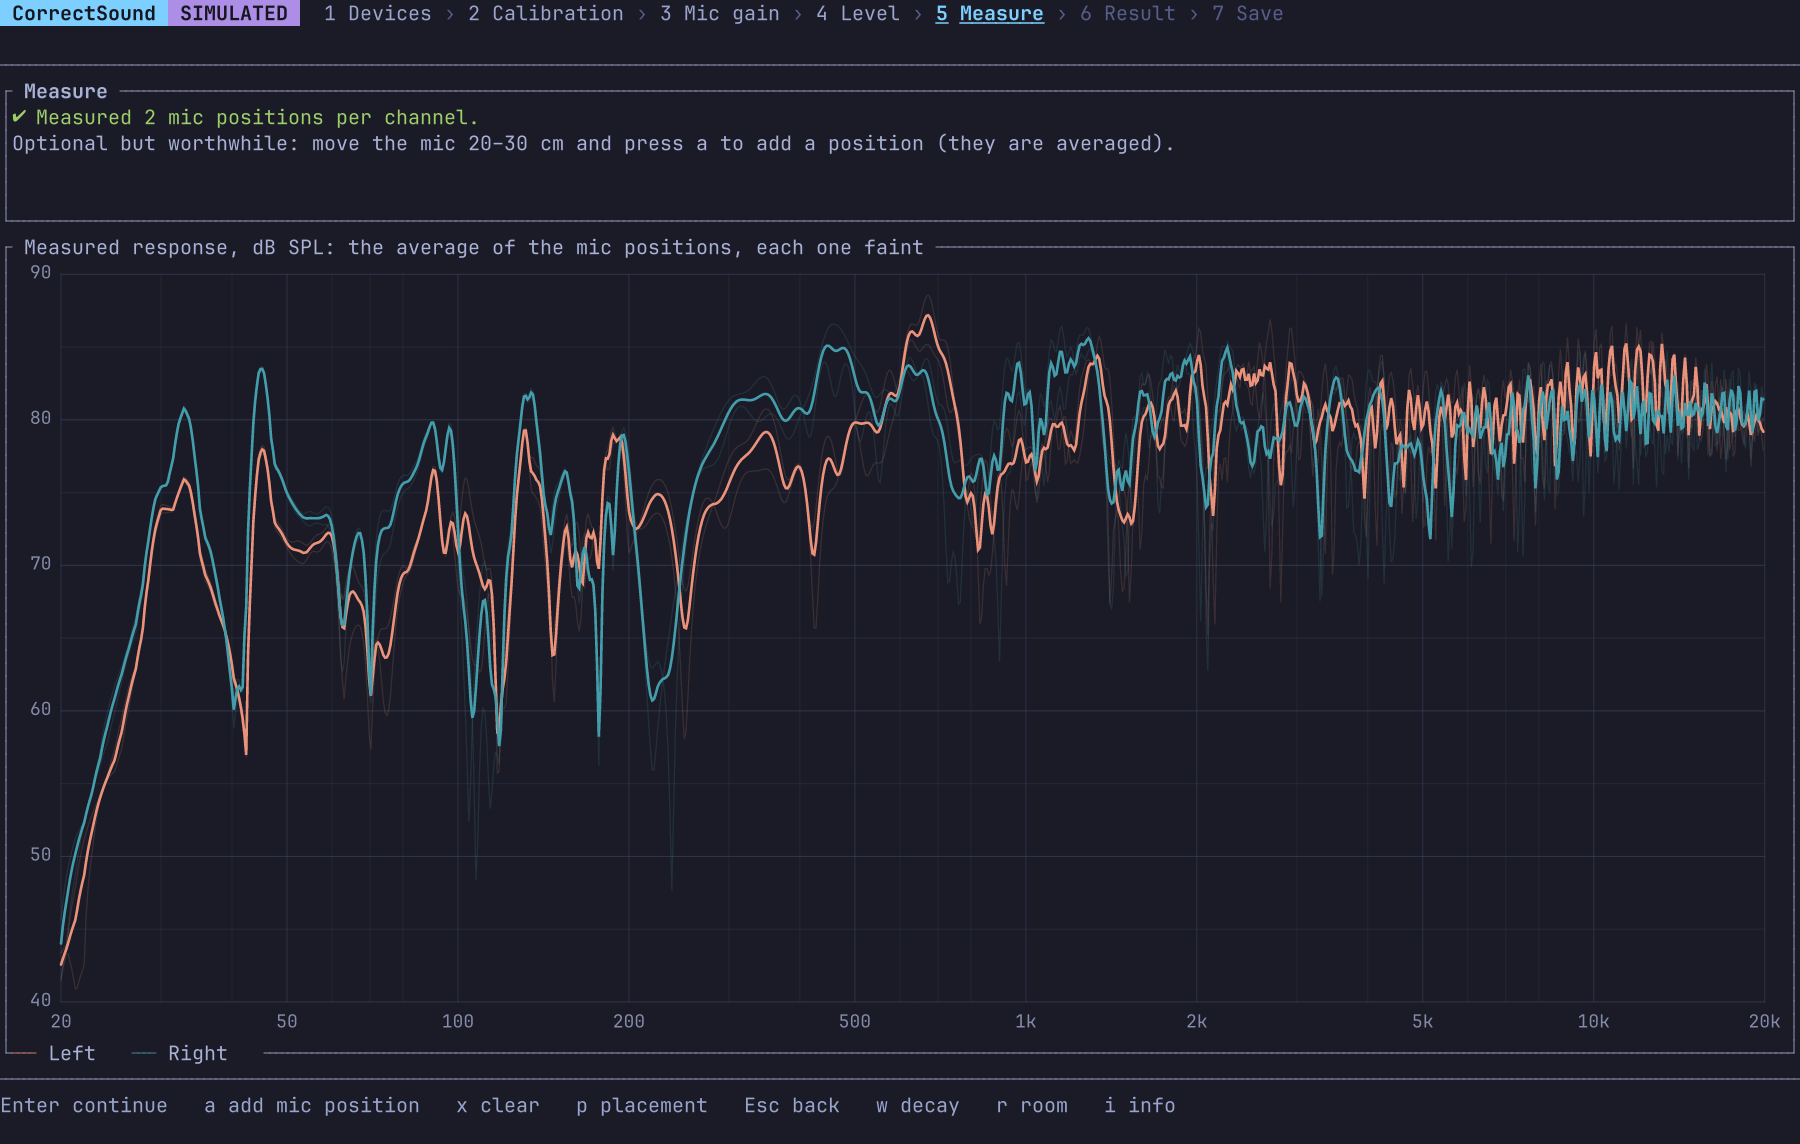 CorrectSound SIMULATED 1 Devices › 2 Calibration › 3 Mic gain › 4 Level › 5 Measure › 6 Result › 7 Save
Measure
✔ Measured 2 mic positions per channel.
Optional but worthwhile: move the mic 20–30 cm and press a to add a position (they are averaged).
Measured response, dB SPL: the average of the mic positions, each one faint
90
80
70
60
50
40
20 50 100 200 500 1k 2k 5k 10k 20k
Left Right
Enter continue a add mic position x clear p placement Esc back w decay r room i info